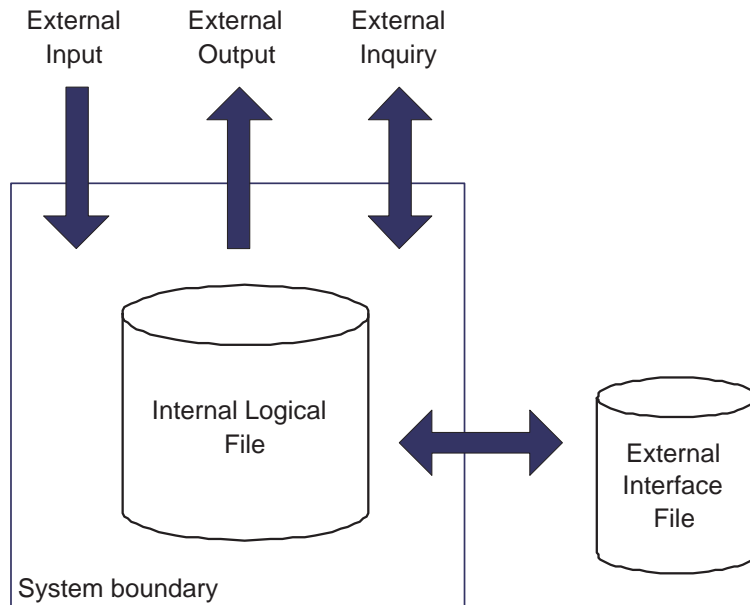 External
Input
External
Output
External
Inquiry
Internal Logical
File
External
Interface
File
System boundary